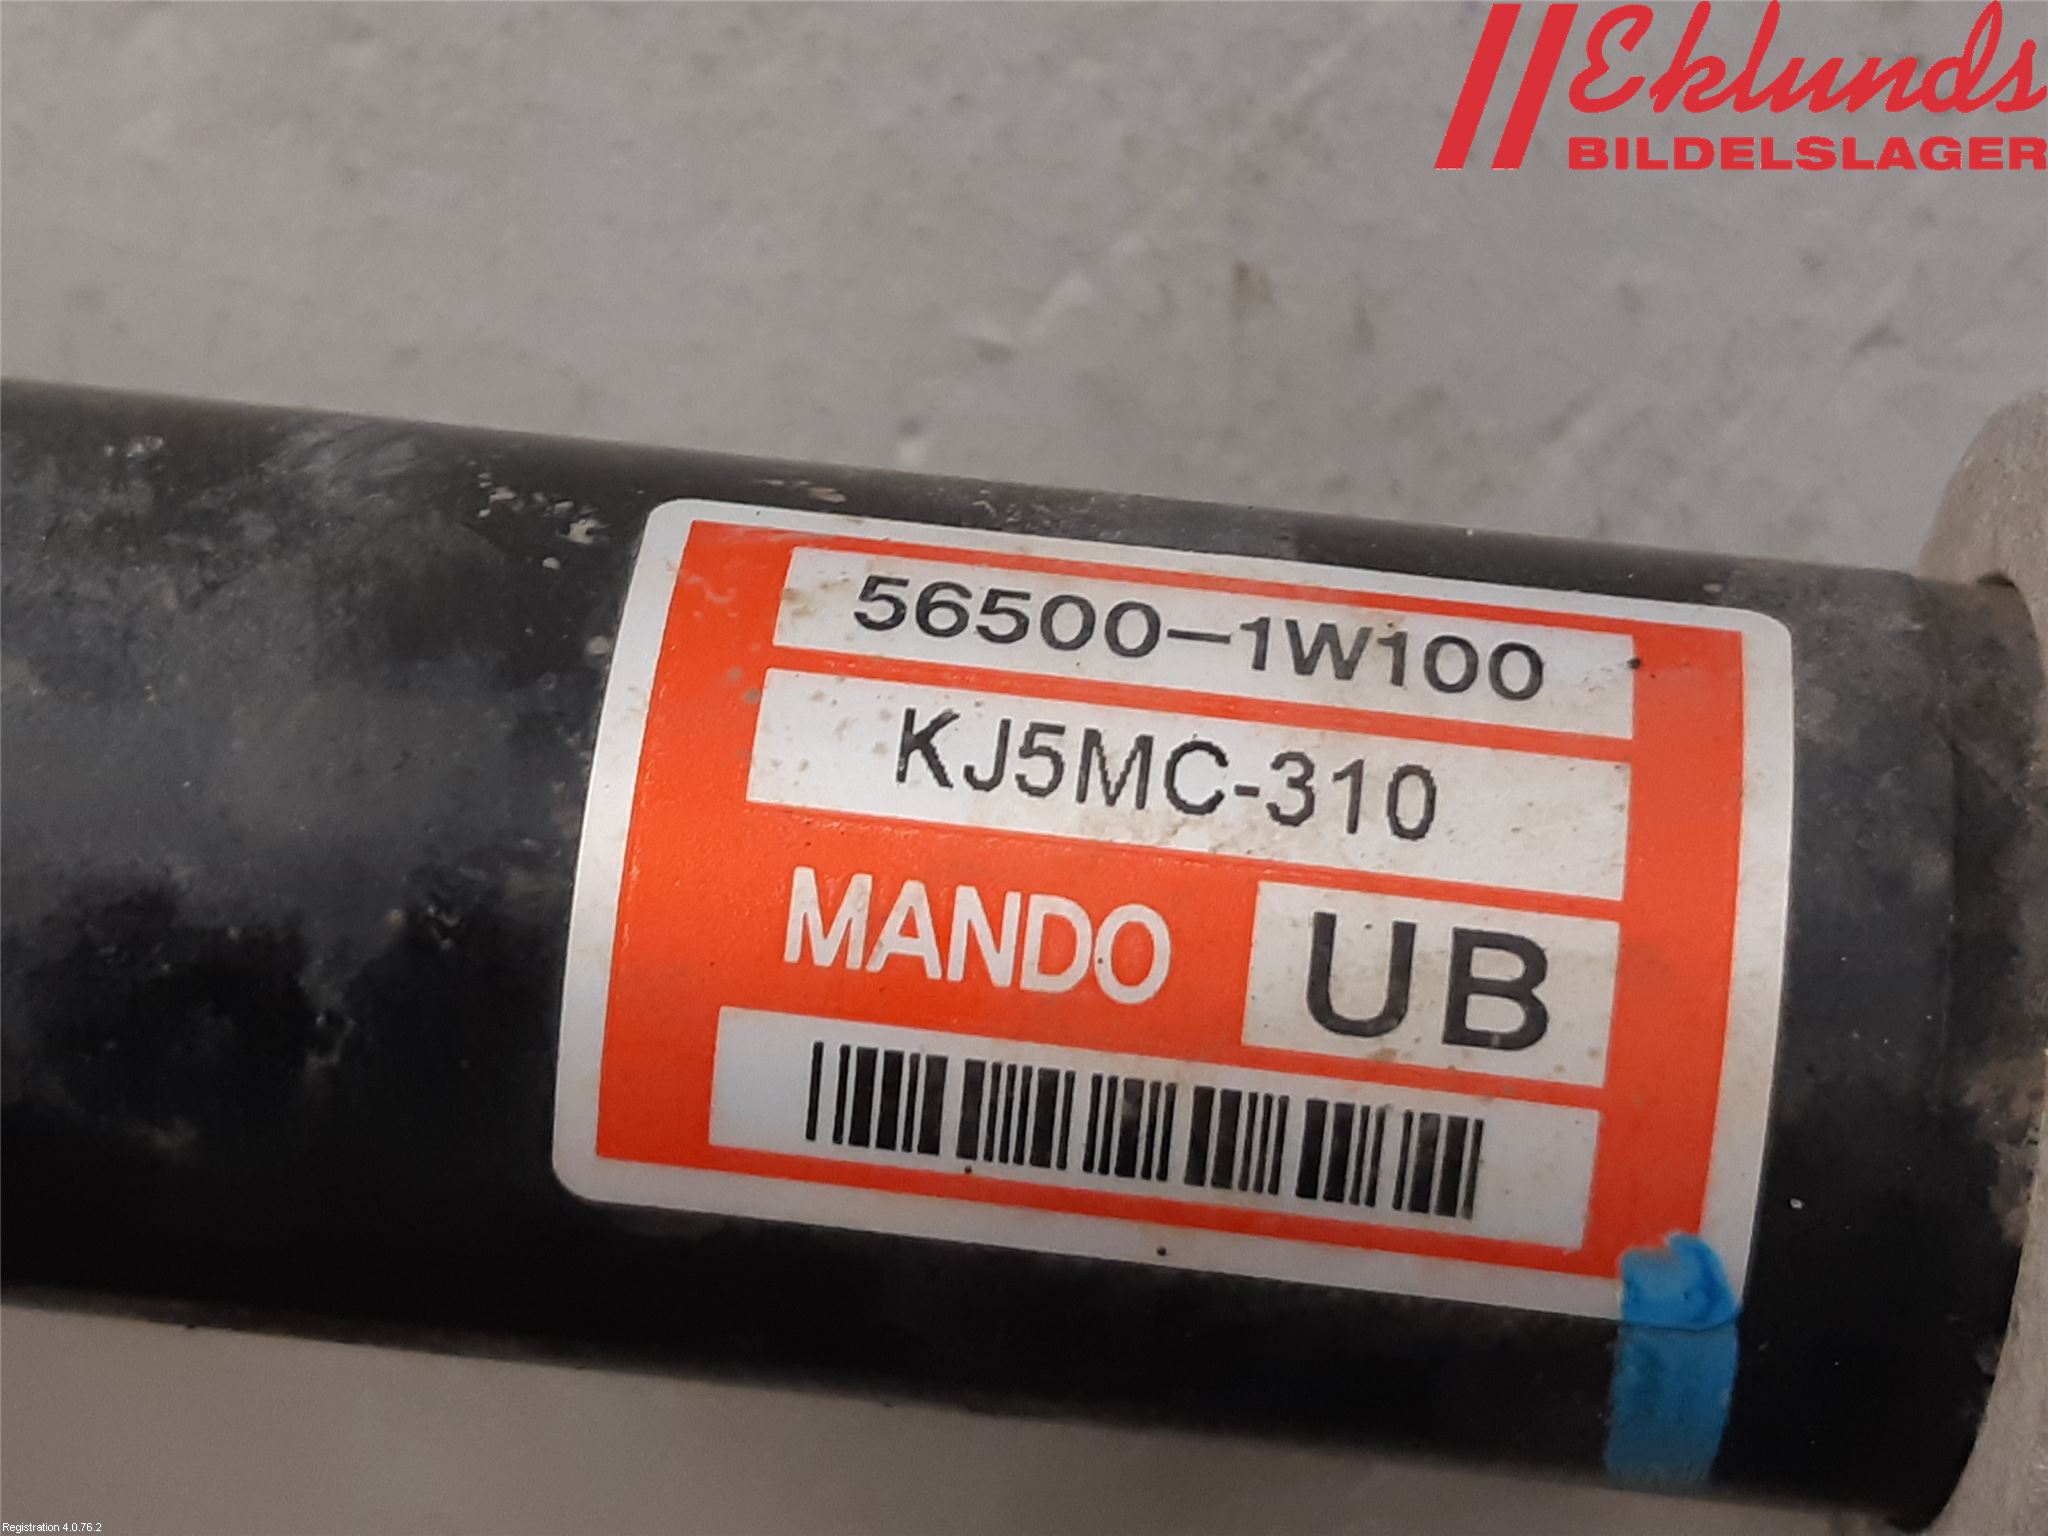 Eklunds
BILDELSLAGER
56500-1W100
KJ5MC-310
MANDO UB
Registration 4.0.76.2